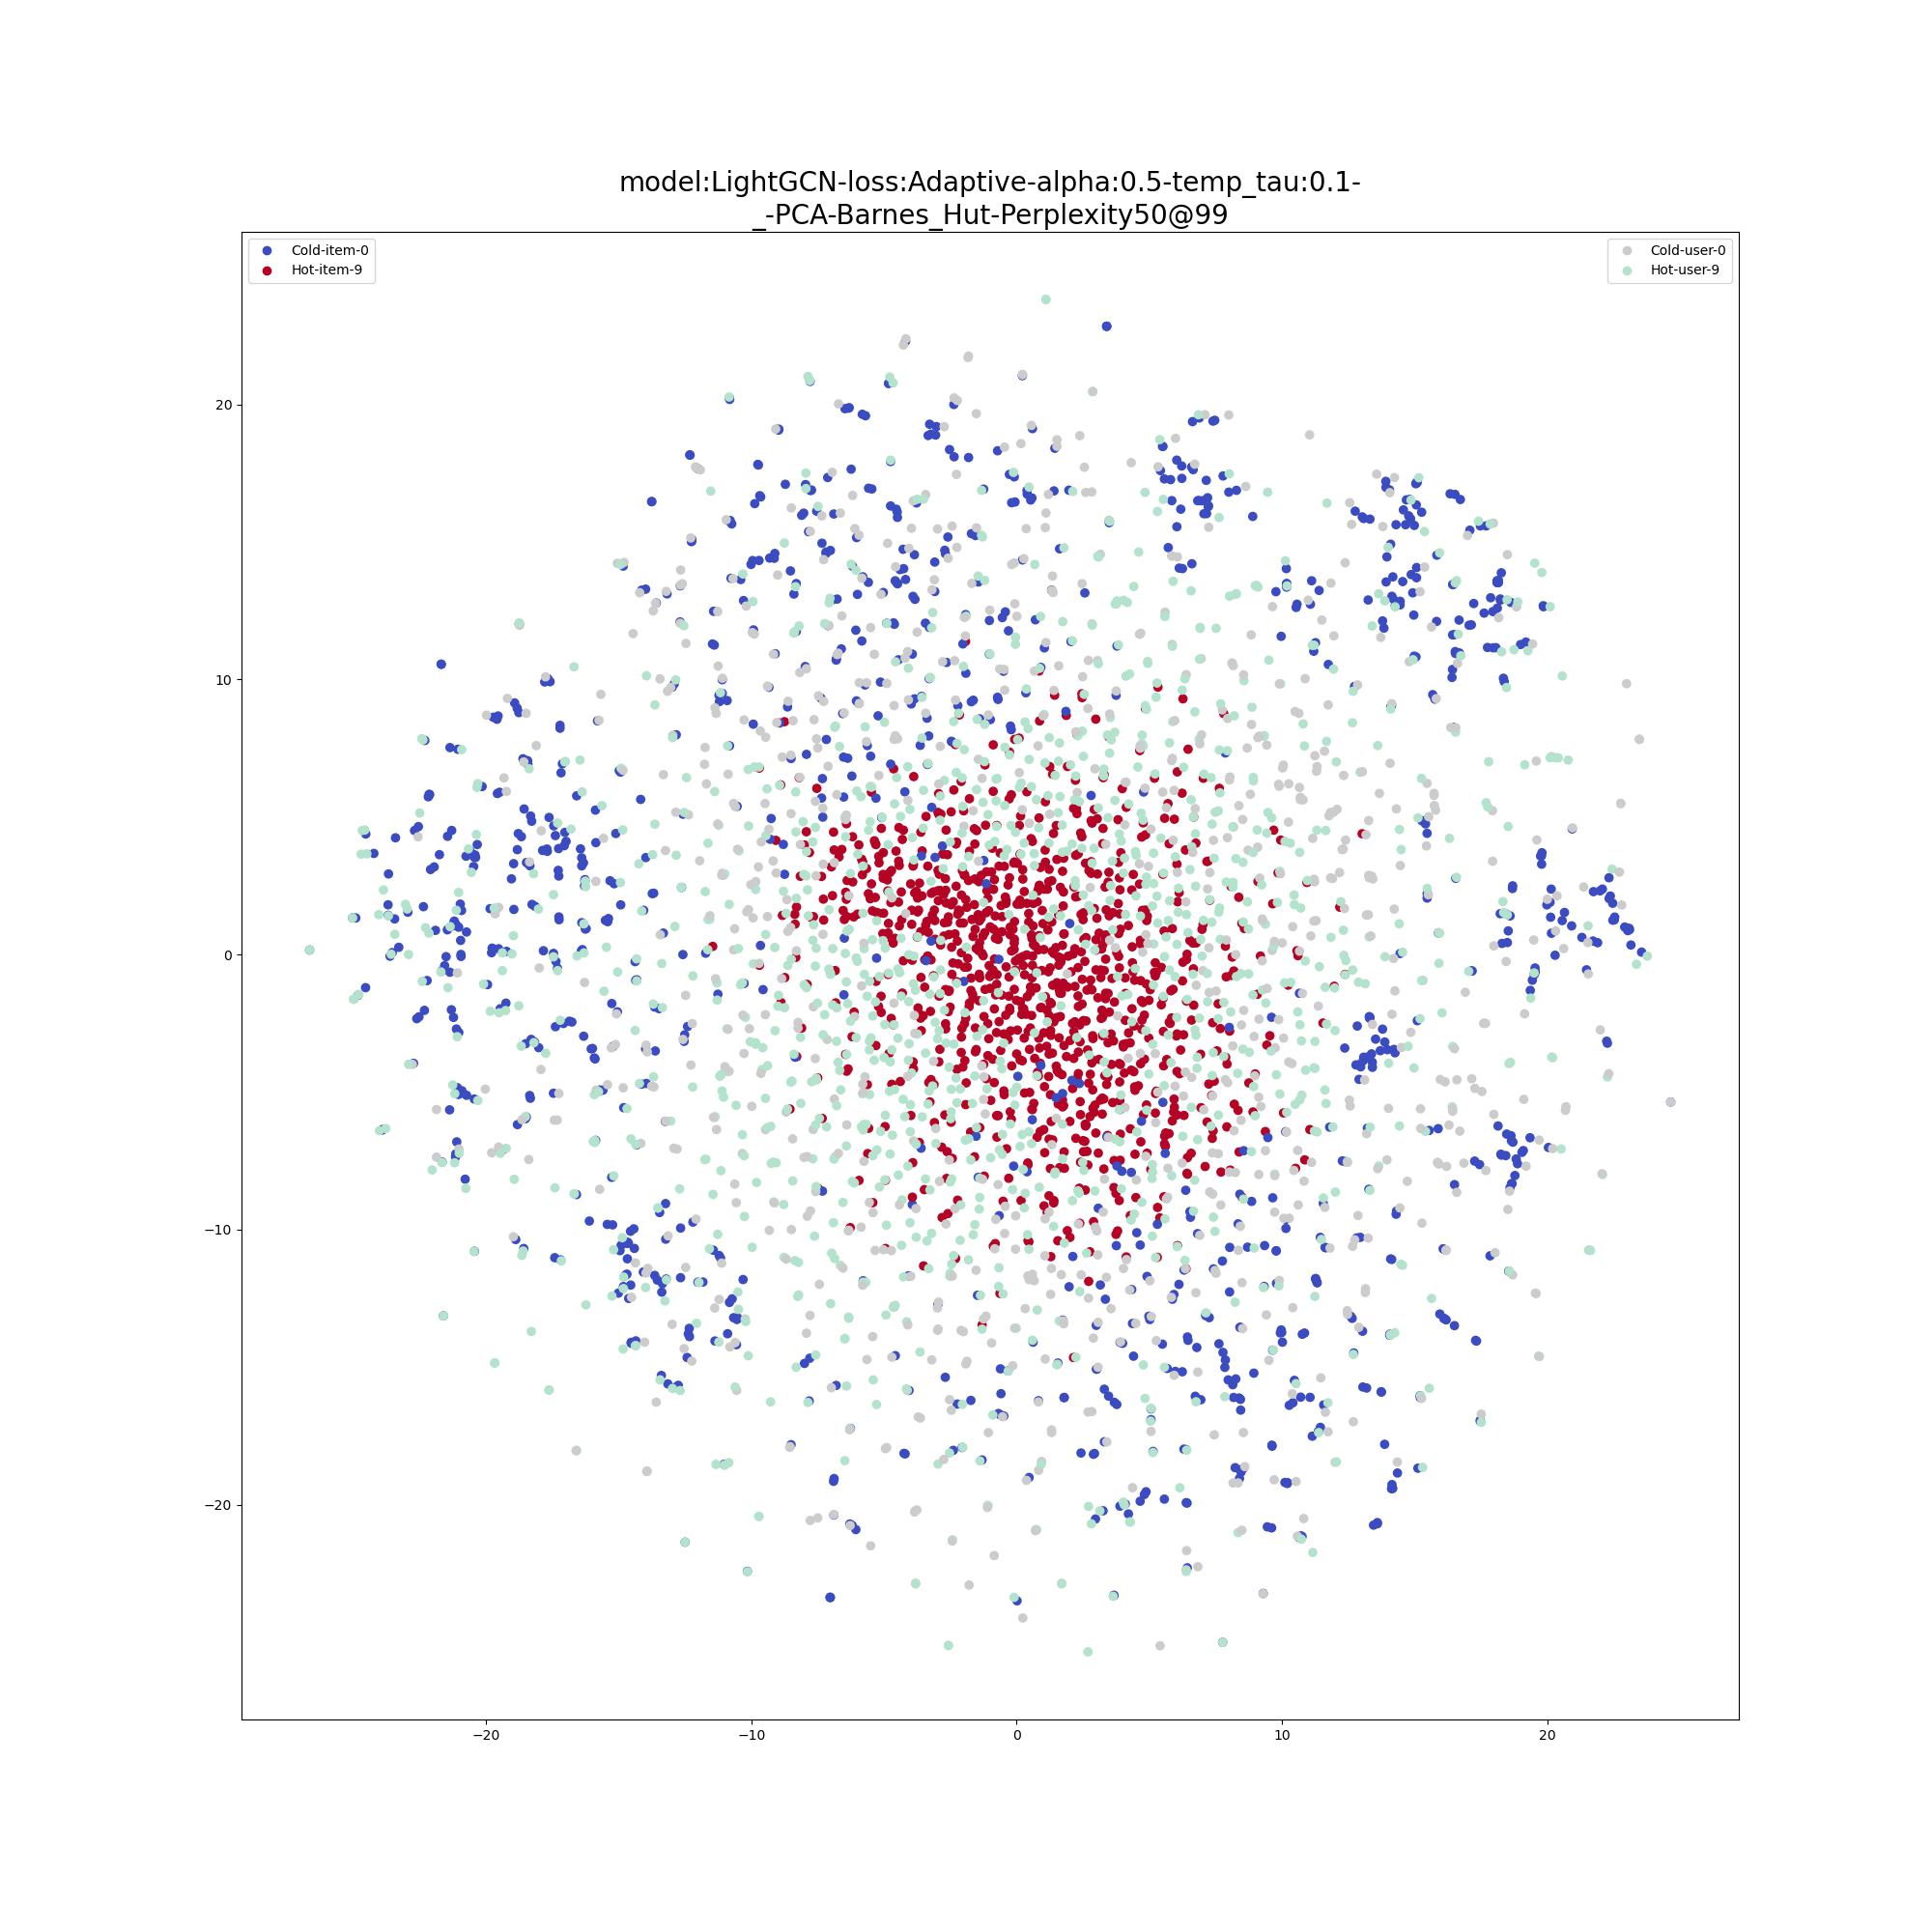 model:LightGCN-loss:Adaptive-alpha:0.5-temp_tau:0.1-
_-PCA-Barnes_Hut-Perplexity50@99
Cold-item-0
Hot-item-9
Cold-user-0
Hot-user-9
20
10
0
−10
−20
−20
−10
0
10
20